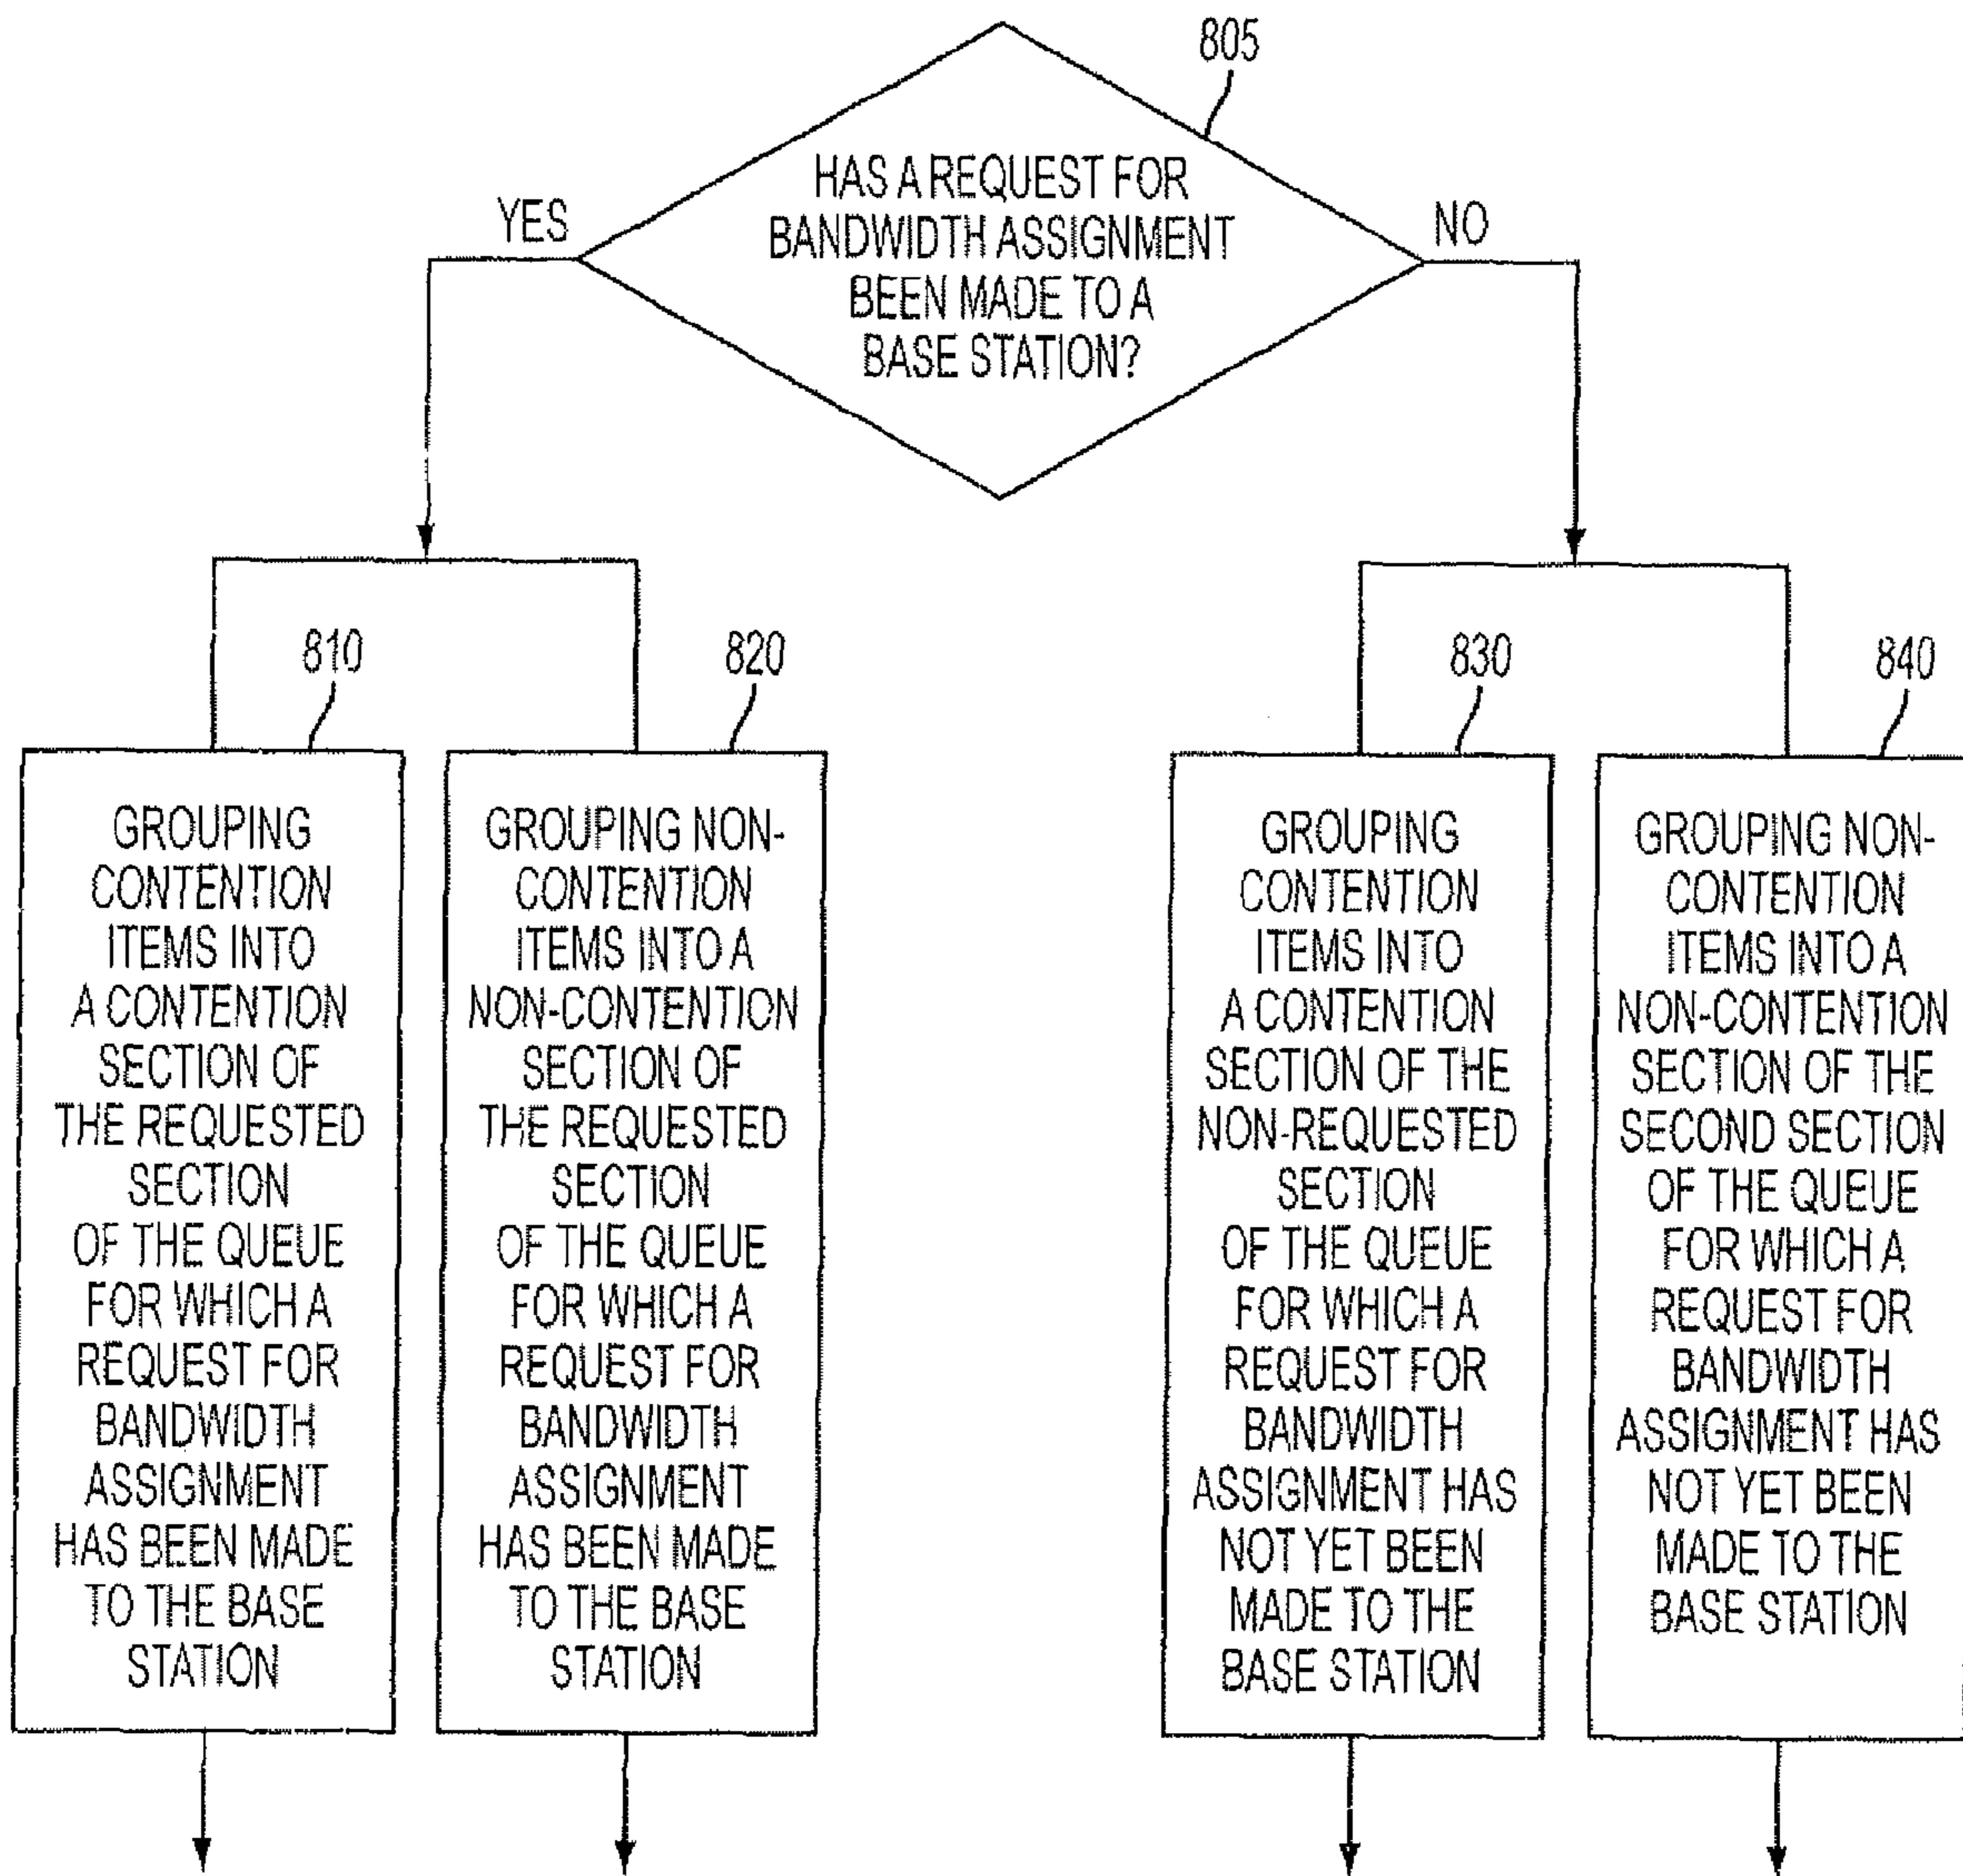 805
HAS A REQUEST FOR
BANDWIDTH ASSIGNMENT
BEEN MADE TO A
BASE STATION?
YES
NO
810
GROUPING
CONTENTION
ITEMS INTO
A CONTENTION
SECTION OF
THE REQUESTED
SECTION
OF THE QUEUE
FOR WHICH A
REQUEST FOR
BANDWIDTH
ASSIGNMENT
HAS BEEN MADE
TO THE BASE
STATION
820
GROUPING NON-
CONTENTION
ITEMS INTO A
NON-CONTENTION
SECTION OF
THE REQUESTED
SECTION
OF THE QUEUE
FOR WHICH A
REQUEST FOR
BANDWIDTH
ASSIGNMENT
HAS BEEN MADE
TO THE BASE
STATION
830
GROUPING
CONTENTION
ITEMS INTO
A CONTENTION
SECTION OF THE
NON-REQUESTED
SECTION
OF THE QUEUE
FOR WHICH A
REQUEST FOR
BANDWIDTH
ASSIGNMENT HAS
NOT YET BEEN
MADE TO THE
BASE STATION
840
GROUPING NON-
CONTENTION
ITEMS INTO A
NON-CONTENTION
SECTION OF THE
SECOND SECTION
OF THE QUEUE
FOR WHICH A
REQUEST FOR
BANDWIDTH
ASSIGNMENT HAS
NOT YET BEEN
MADE TO THE
BASE STATION